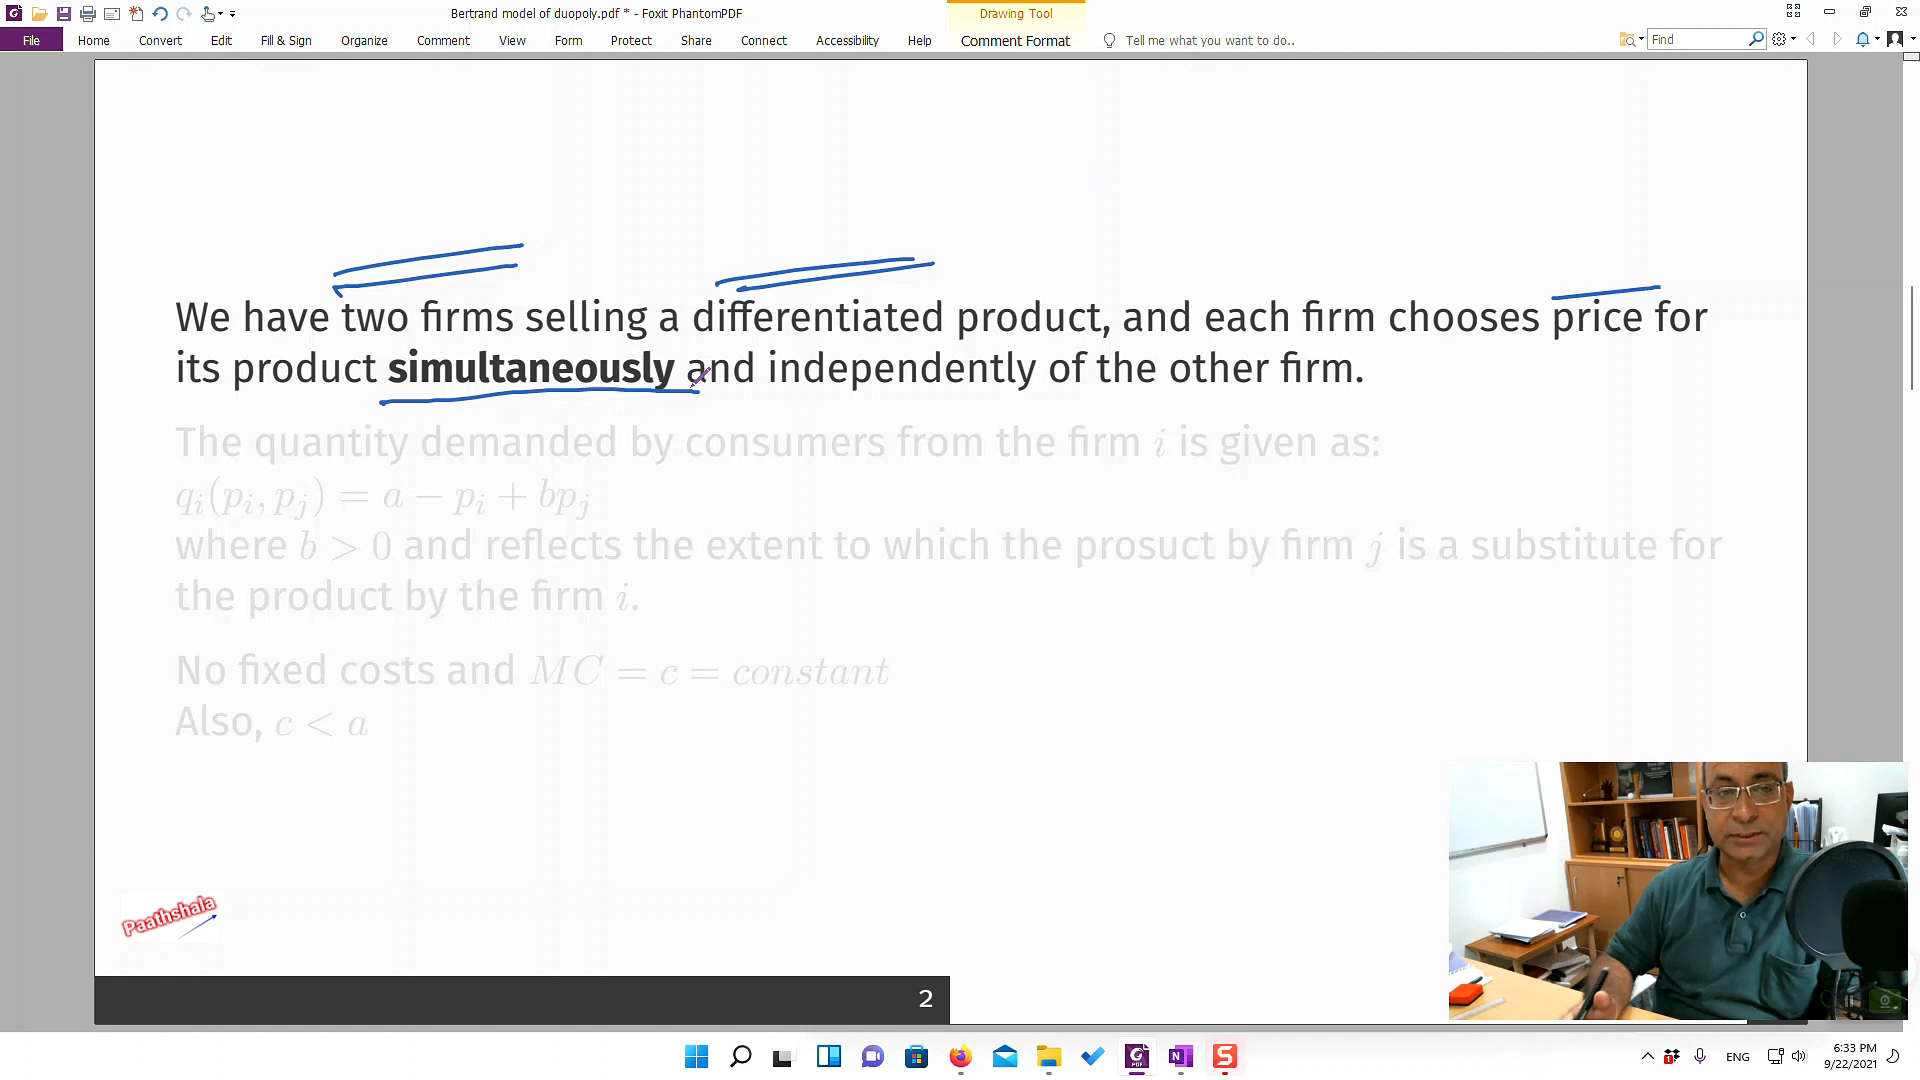 Bertrand model of duopoly.pdf * - Foxit PhantomPDF
Drawing Tool
File Home Convert Edit Fill & Sign Organize Comment View Form Protect Share Connect Accessibility Help Comment Format Tell me what you want to do.. Find
We have two firms selling a differentiated product, and each firm chooses price for
its product simultaneously and independently of the other firm.
The quantity demanded by consumers from the firm i is given as:
q_i(p_i, p_j) = a − p_i + bp_j
where b > 0 and reflects the extent to which the prosuct by firm j is a substitute for
the product by the firm i.
No fixed costs and MC = c = constant
Also, c < a
Paathshala
2
ENG
6:33 PM
9/22/2021